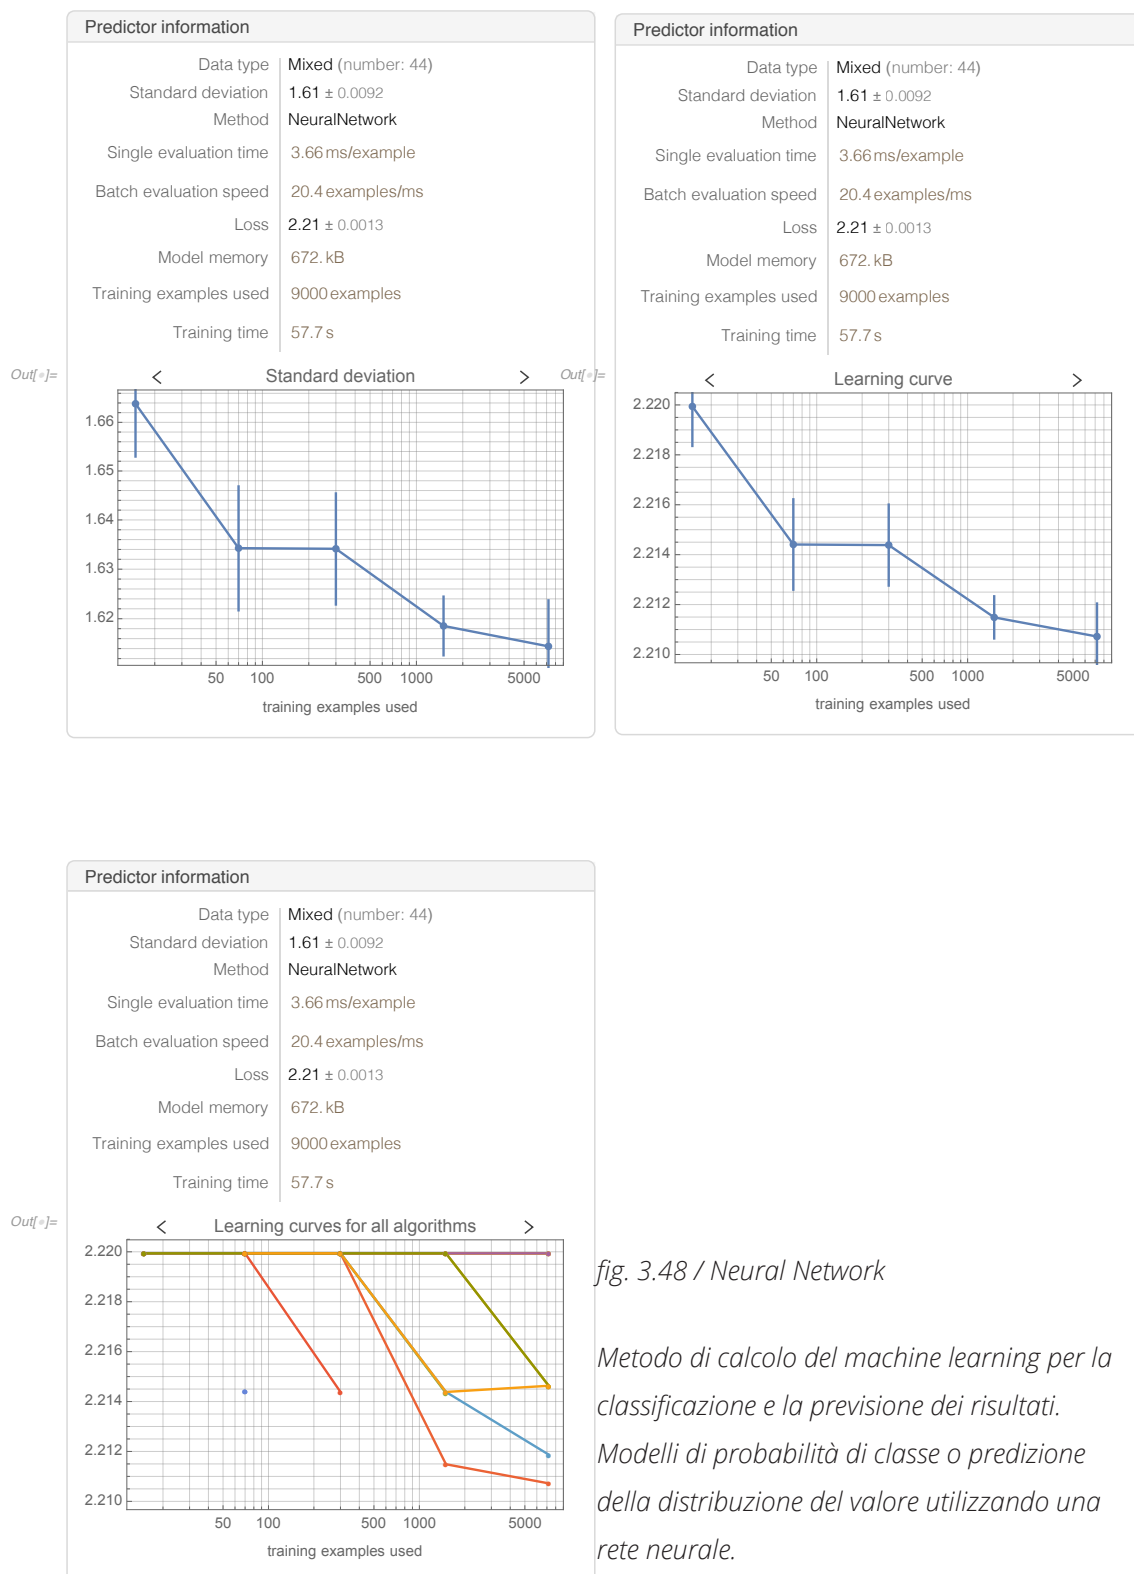 Predictor information
Data type Mixed (number: 44)
Standard deviation 1.61 ± 0.0092
Method NeuralNetwork
Single evaluation time 3.66 ms/example
Batch evaluation speed 20.4 examples/ms
Loss 2.21 ± 0.0013
Model memory 672. kB
Training examples used 9000 examples
Training time 57.7 s
Out[•]=
< Standard deviation >
1.66
1.65
1.64
1.63
1.62
50 100 500 1000 5000
training examples used
Predictor information
Data type Mixed (number: 44)
Standard deviation 1.61 ± 0.0092
Method NeuralNetwork
Single evaluation time 3.66 ms/example
Batch evaluation speed 20.4 examples/ms
Loss 2.21 ± 0.0013
Model memory 672. kB
Training examples used 9000 examples
Training time 57.7 s
Out[•]=
< Learning curve >
2.220
2.218
2.216
2.214
2.212
2.210
50 100 500 1000 5000
training examples used
Predictor information
Data type Mixed (number: 44)
Standard deviation 1.61 ± 0.0092
Method NeuralNetwork
Single evaluation time 3.66 ms/example
Batch evaluation speed 20.4 examples/ms
Loss 2.21 ± 0.0013
Model memory 672. kB
Training examples used 9000 examples
Training time 57.7 s
Out[•]=
< Learning curves for all algorithms >
2.220
2.218
2.216
2.214
2.212
2.210
50 100 500 1000 5000
training examples used
fig. 3.48 / Neural Network
Metodo di calcolo del machine learning per la
classificazione e la previsione dei risultati.
Modelli di probabilità di classe o predizione
della distribuzione del valore utilizzando una
rete neurale.